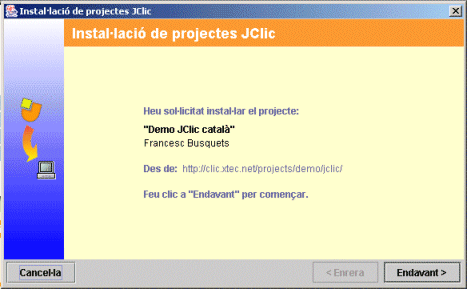 Instal·lació de projectes JClic
Instal·lació de projectes JClic
Heu sol·licitat instal·lar el projecte:
"Demo JClic català"
Francesc Busquets
Des de: http://clic.xtec.net/projects/demo/jclic/
Feu clic a "Endavant" per començar.
Cancel·la
< Enrera
Endavant >